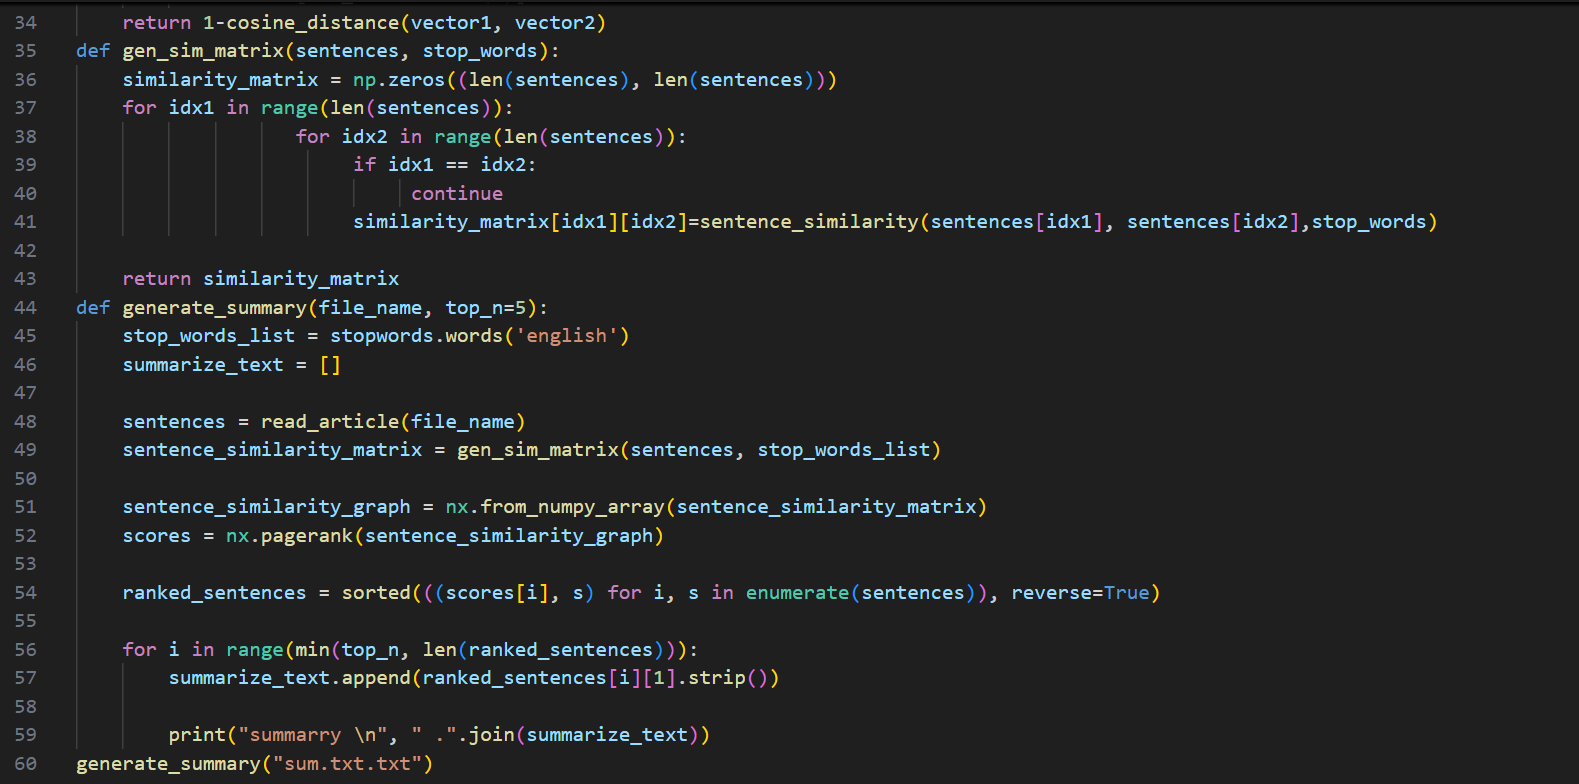 34 return 1-cosine_distance(vector1, vector2)
35 def gen_sim_matrix(sentences, stop_words):
36 similarity_matrix = np.zeros((len(sentences), len(sentences)))
37 for idx1 in range(len(sentences)):
38 for idx2 in range(len(sentences)):
39 if idx1 == idx2:
40 continue
41 similarity_matrix[idx1][idx2]=sentence_similarity(sentences[idx1], sentences[idx2],stop_words)
42
43 return similarity_matrix
44 def generate_summary(file_name, top_n=5):
45 stop_words_list = stopwords.words('english')
46 summarize_text = []
47
48 sentences = read_article(file_name)
49 sentence_similarity_matrix = gen_sim_matrix(sentences, stop_words_list)
50
51 sentence_similarity_graph = nx.from_numpy_array(sentence_similarity_matrix)
52 scores = nx.pagerank(sentence_similarity_graph)
53
54 ranked_sentences = sorted(((scores[i], s) for i, s in enumerate(sentences)), reverse=True)
55
56 for i in range(min(top_n, len(ranked_sentences))):
57 summarize_text.append(ranked_sentences[i][1].strip())
58
59 print("summarry \n", " .".join(summarize_text))
60 generate_summary("sum.txt.txt")